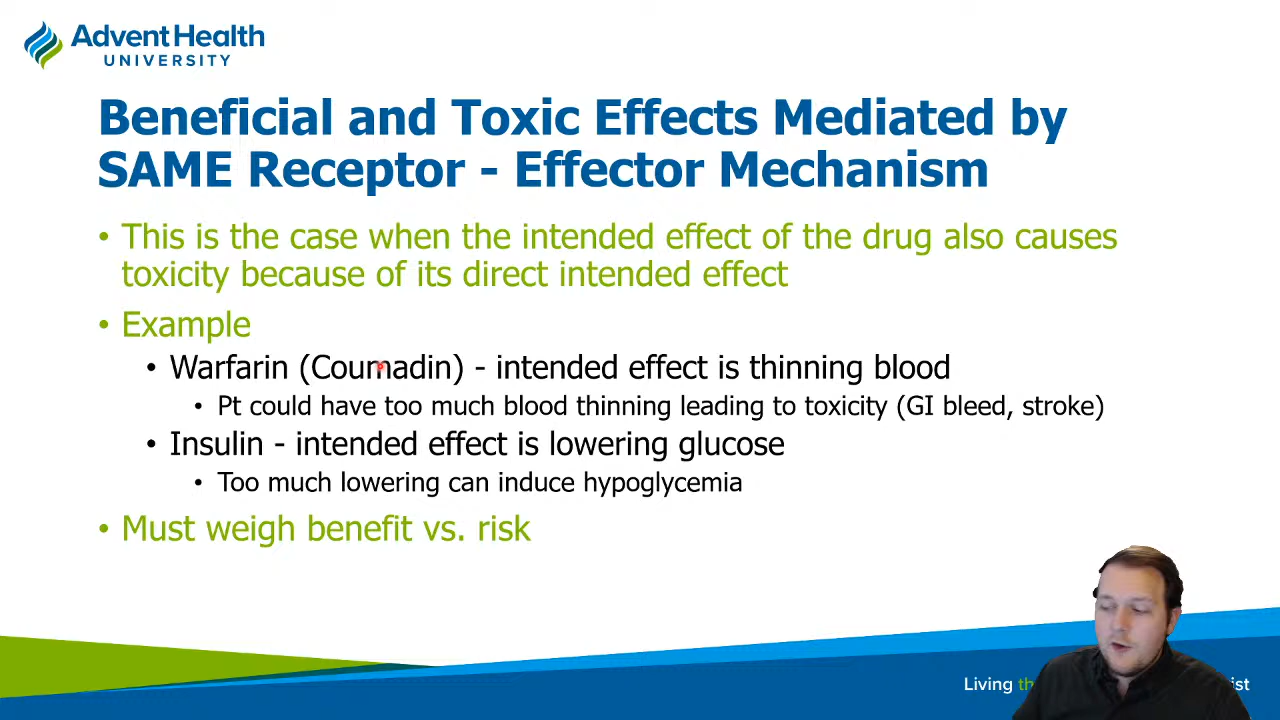 Advent Health
UNIVERSITY
Beneficial and Toxic Effects Mediated by
SAME Receptor - Effector Mechanism
• This is the case when the intended effect of the drug also causes
toxicity because of its direct intended effect
• Example
• Warfarin (Coumadin) - intended effect is thinning blood
• Pt could have too much blood thinning leading to toxicity (GI bleed, stroke)
• Insulin - intended effect is lowering glucose
• Too much lowering can induce hypoglycemia
• Must weigh benefit vs. risk
Living